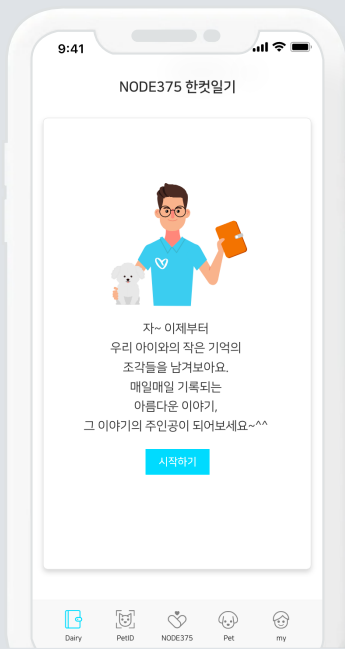 9:41
NODE375 한컷일기
자~ 이제부터
우리 아이와의 작은 기억의
조각들을 남겨보아요.
매일매일 기록되는
아름다운 이야기,
그 이야기의 주인공이 되어보세요~^^
시작하기
Dairy PetID NODE375 Pet my